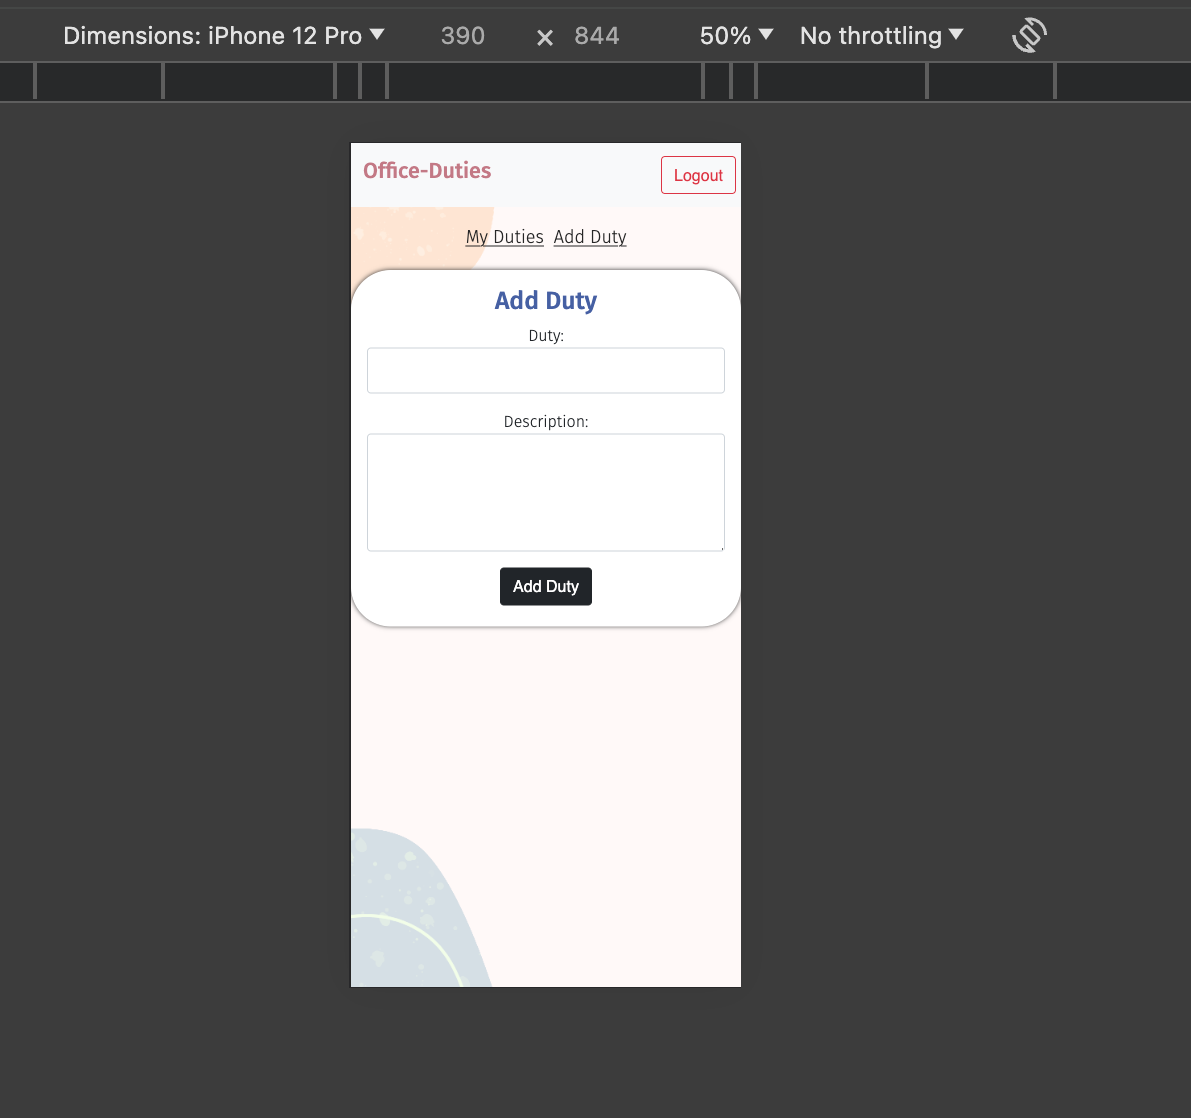 Dimensions: iPhone 12 Pro ▼ 390 × 844 50% ▼ No throttling ▼
Office-Duties Logout
My Duties Add Duty
Add Duty
Duty:
Description:
Add Duty